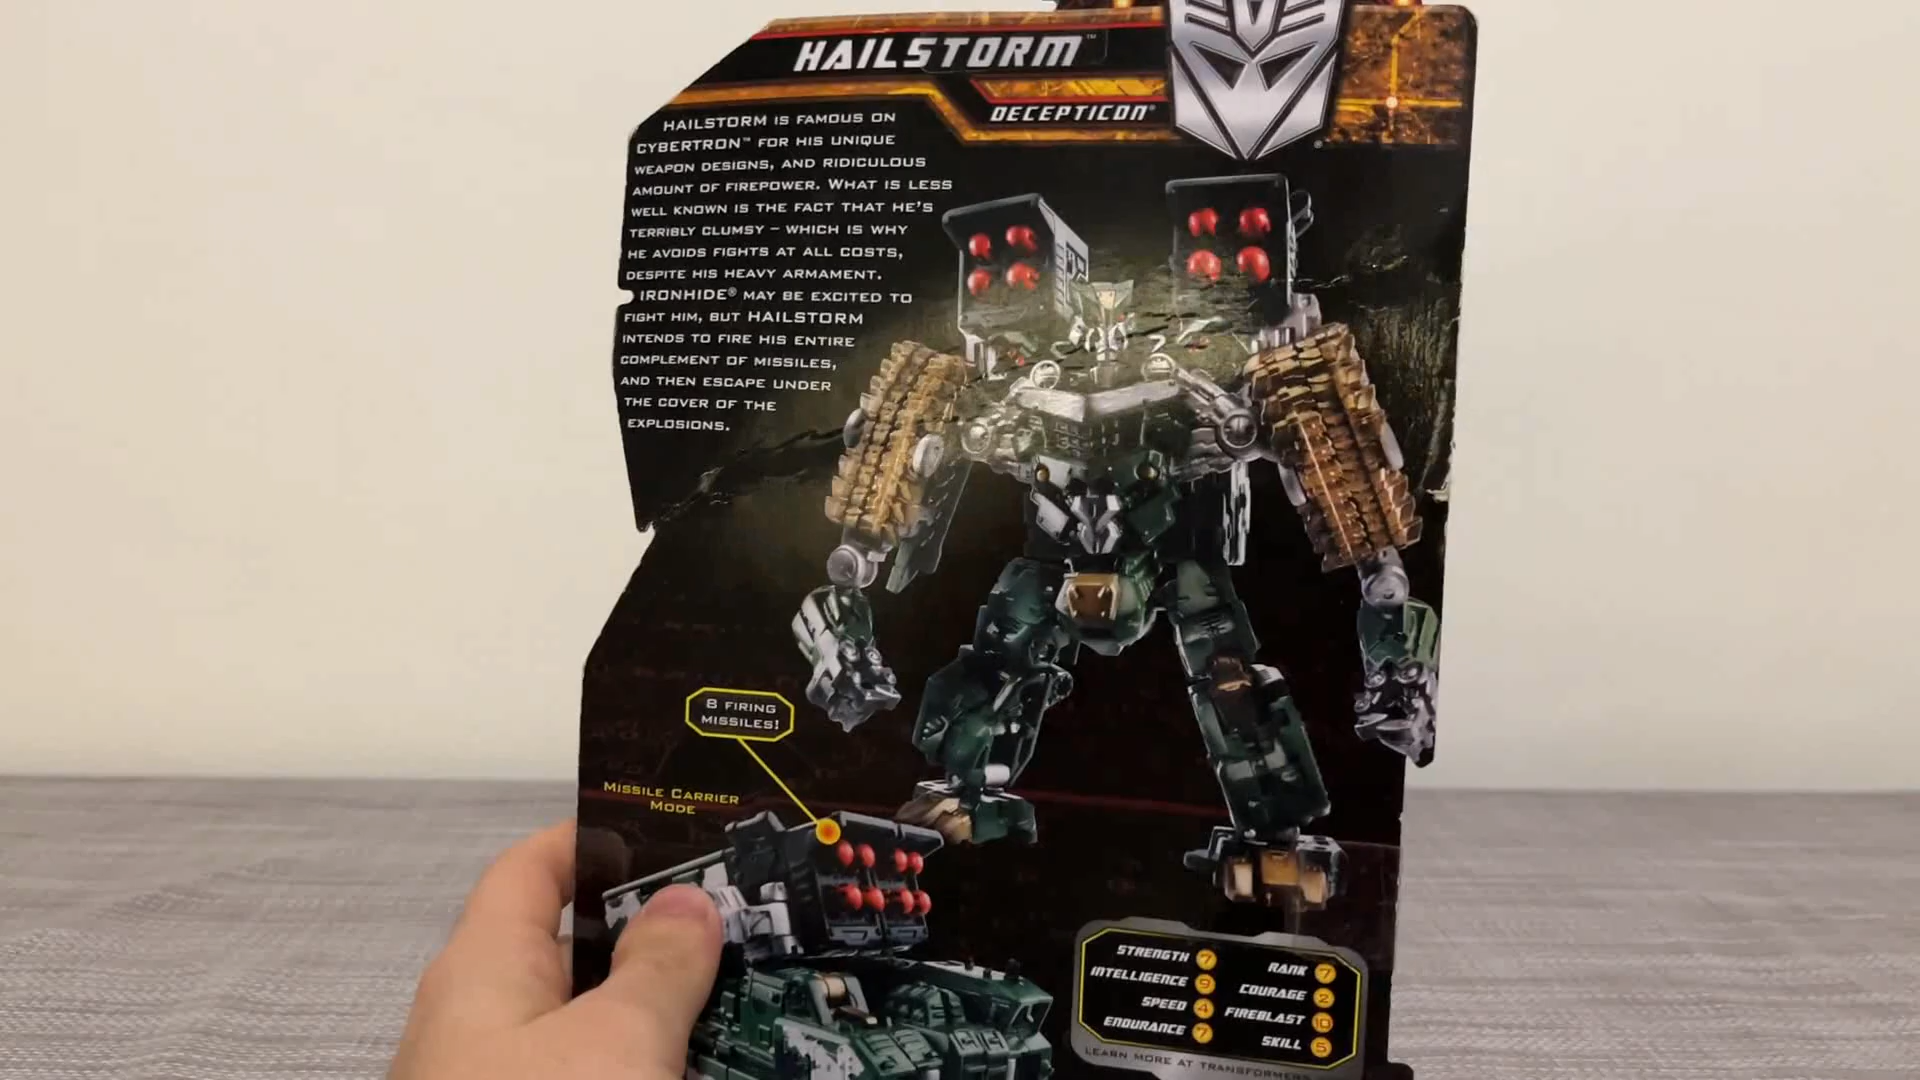 HAILSTORM™
DECEPTICON®
HAILSTORM IS FAMOUS ON
CYBERTRON™ FOR HIS UNIQUE
WEAPON DESIGNS, AND RIDICULOUS
AMOUNT OF FIREPOWER. WHAT IS LESS
WELL KNOWN IS THE FACT THAT HE'S
TERRIBLY CLUMSY – WHICH IS WHY
HE AVOIDS FIGHTS AT ALL COSTS,
DESPITE HIS HEAVY ARMAMENT.
IRONHIDE® MAY BE EXCITED TO
FIGHT HIM, BUT HAILSTORM
INTENDS TO FIRE HIS ENTIRE
COMPLEMENT OF MISSILES,
AND THEN ESCAPE UNDER
THE COVER OF THE
EXPLOSIONS.
8 FIRING
MISSILES!
MISSILE CARRIER
MODE
STRENGTH 7
INTELLIGENCE 9
SPEED 4
ENDURANCE 7
RANK 7
COURAGE 2
FIREBLAST 10
SKILL 5
LEARN MORE AT TRANSFORMERS